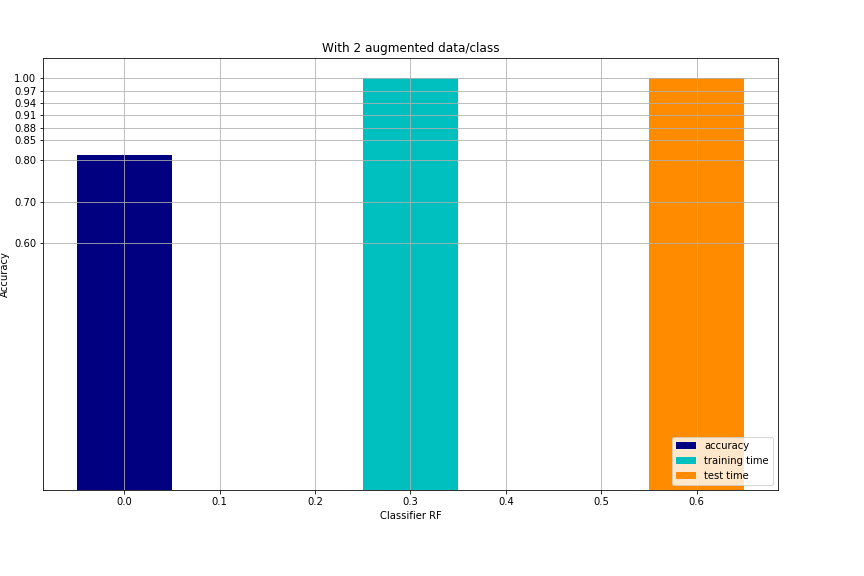 With 2 augmented data/class
1.00
0.97
0.94
0.91
0.88
0.85
0.80
0.70
0.60
Accuracy
accuracy
training time
test time
0.0 0.1 0.2 0.3 0.4 0.5 0.6
Classifier RF